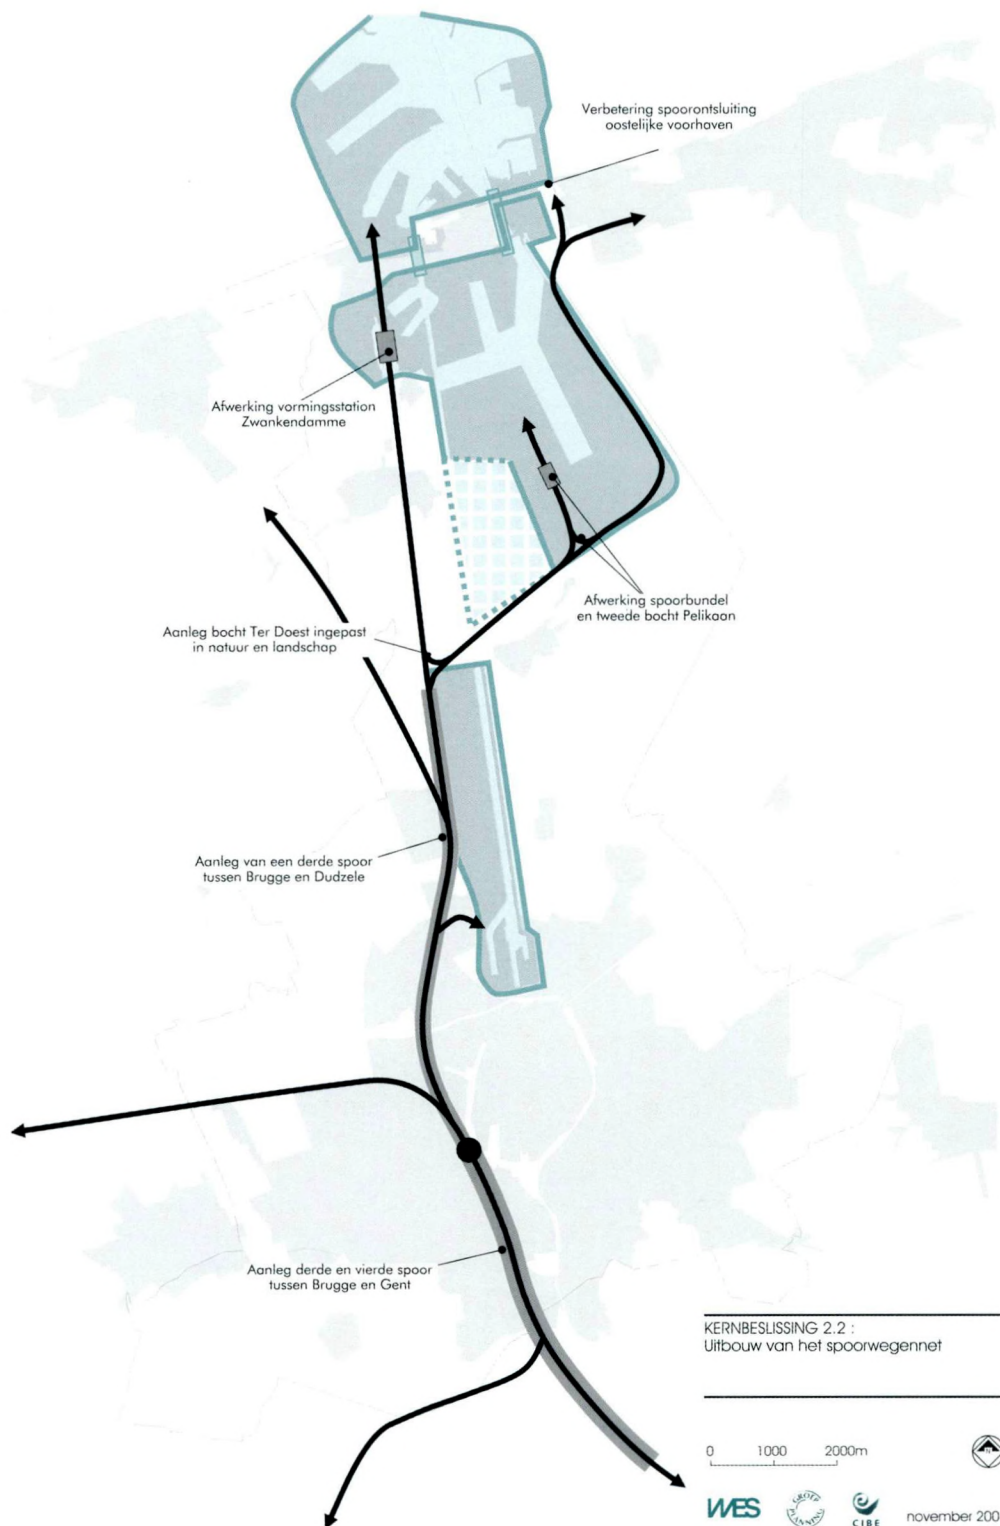 Verbetering spoorontsluiting
oostelijke voorhaven
Afwerking vormingsstation
Zwankendamme
Afwerking spoorbundel
en tweede bocht Pelikaan
Aanleg bocht Ter Doest ingepast
in natuur en landschap
Aanleg van een derde spoor
tussen Brugge en Dudzele
Aanleg derde en vierde spoor
tussen Brugge en Gent
KERNBESLISSING 2.2 :
Uitbouw van het spoorwegennet
0 1000 2000m
WES
GROEP
PLANNING
CIBE
november 200